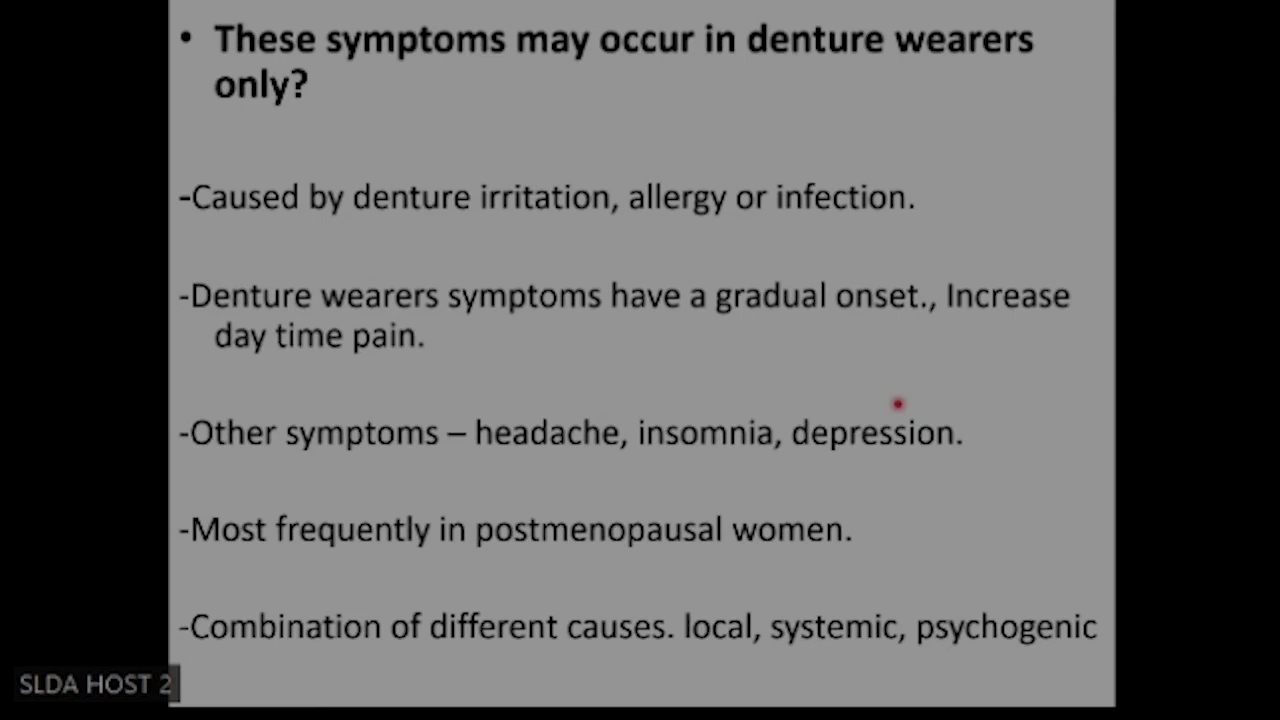 • These symptoms may occur in denture wearers
only?
-Caused by denture irritation, allergy or infection.
-Denture wearers symptoms have a gradual onset., Increase
day time pain.
-Other symptoms – headache, insomnia, depression.
-Most frequently in postmenopausal women.
-Combination of different causes. local, systemic, psychogenic
SLDA HOST 2